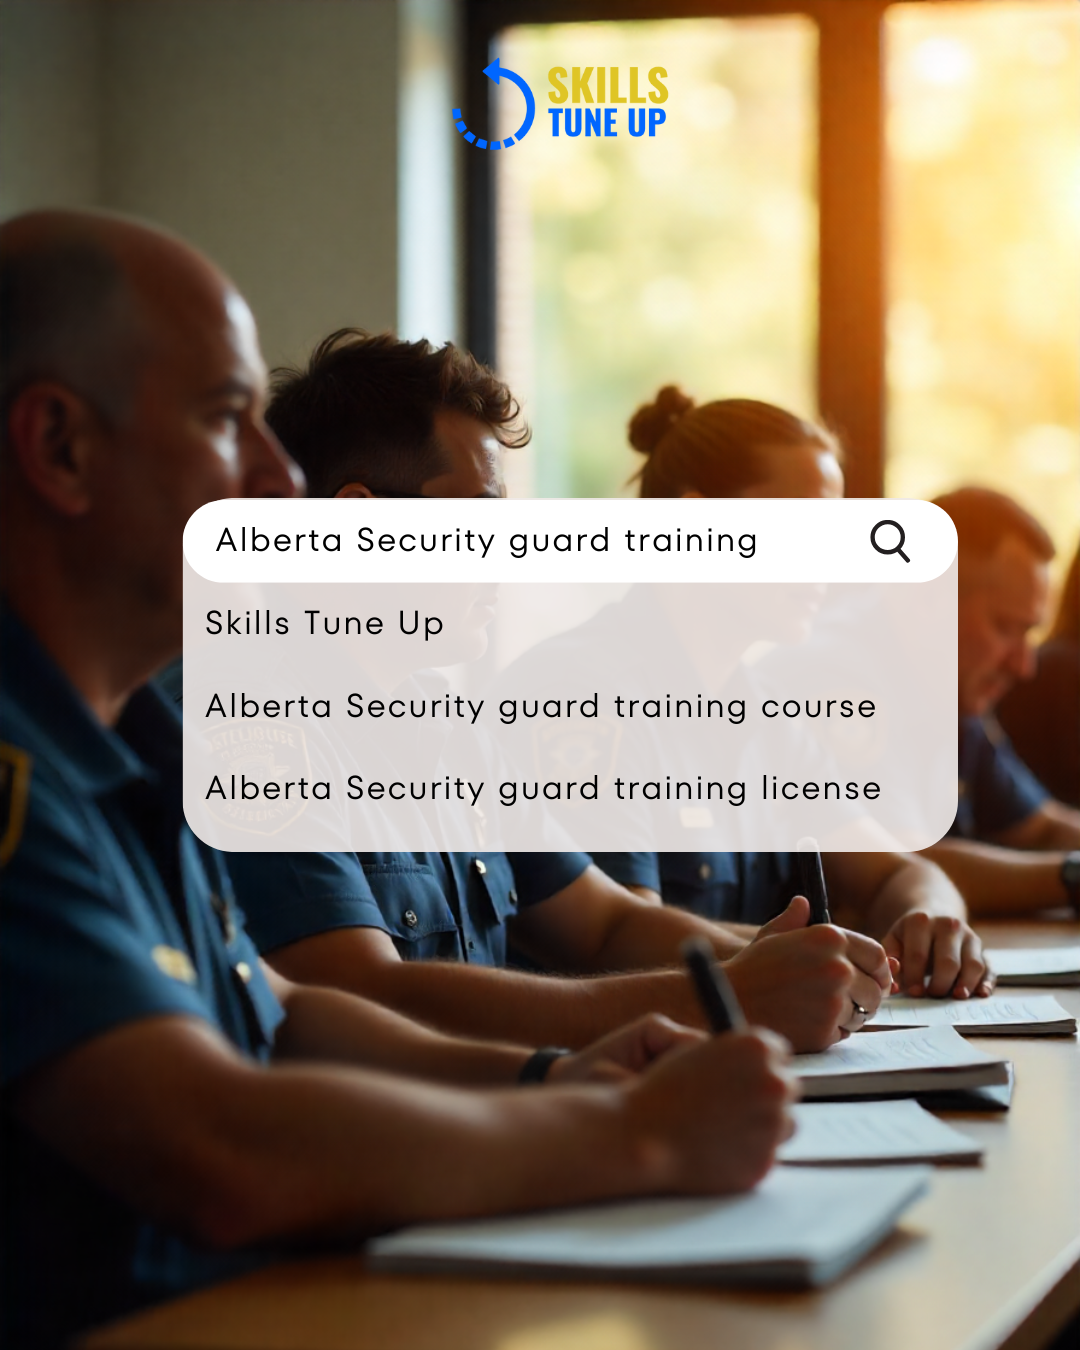 SKILLS
TUNE UP
Alberta Security guard training
Skills Tune Up
Alberta Security guard training course
Alberta Security guard training license